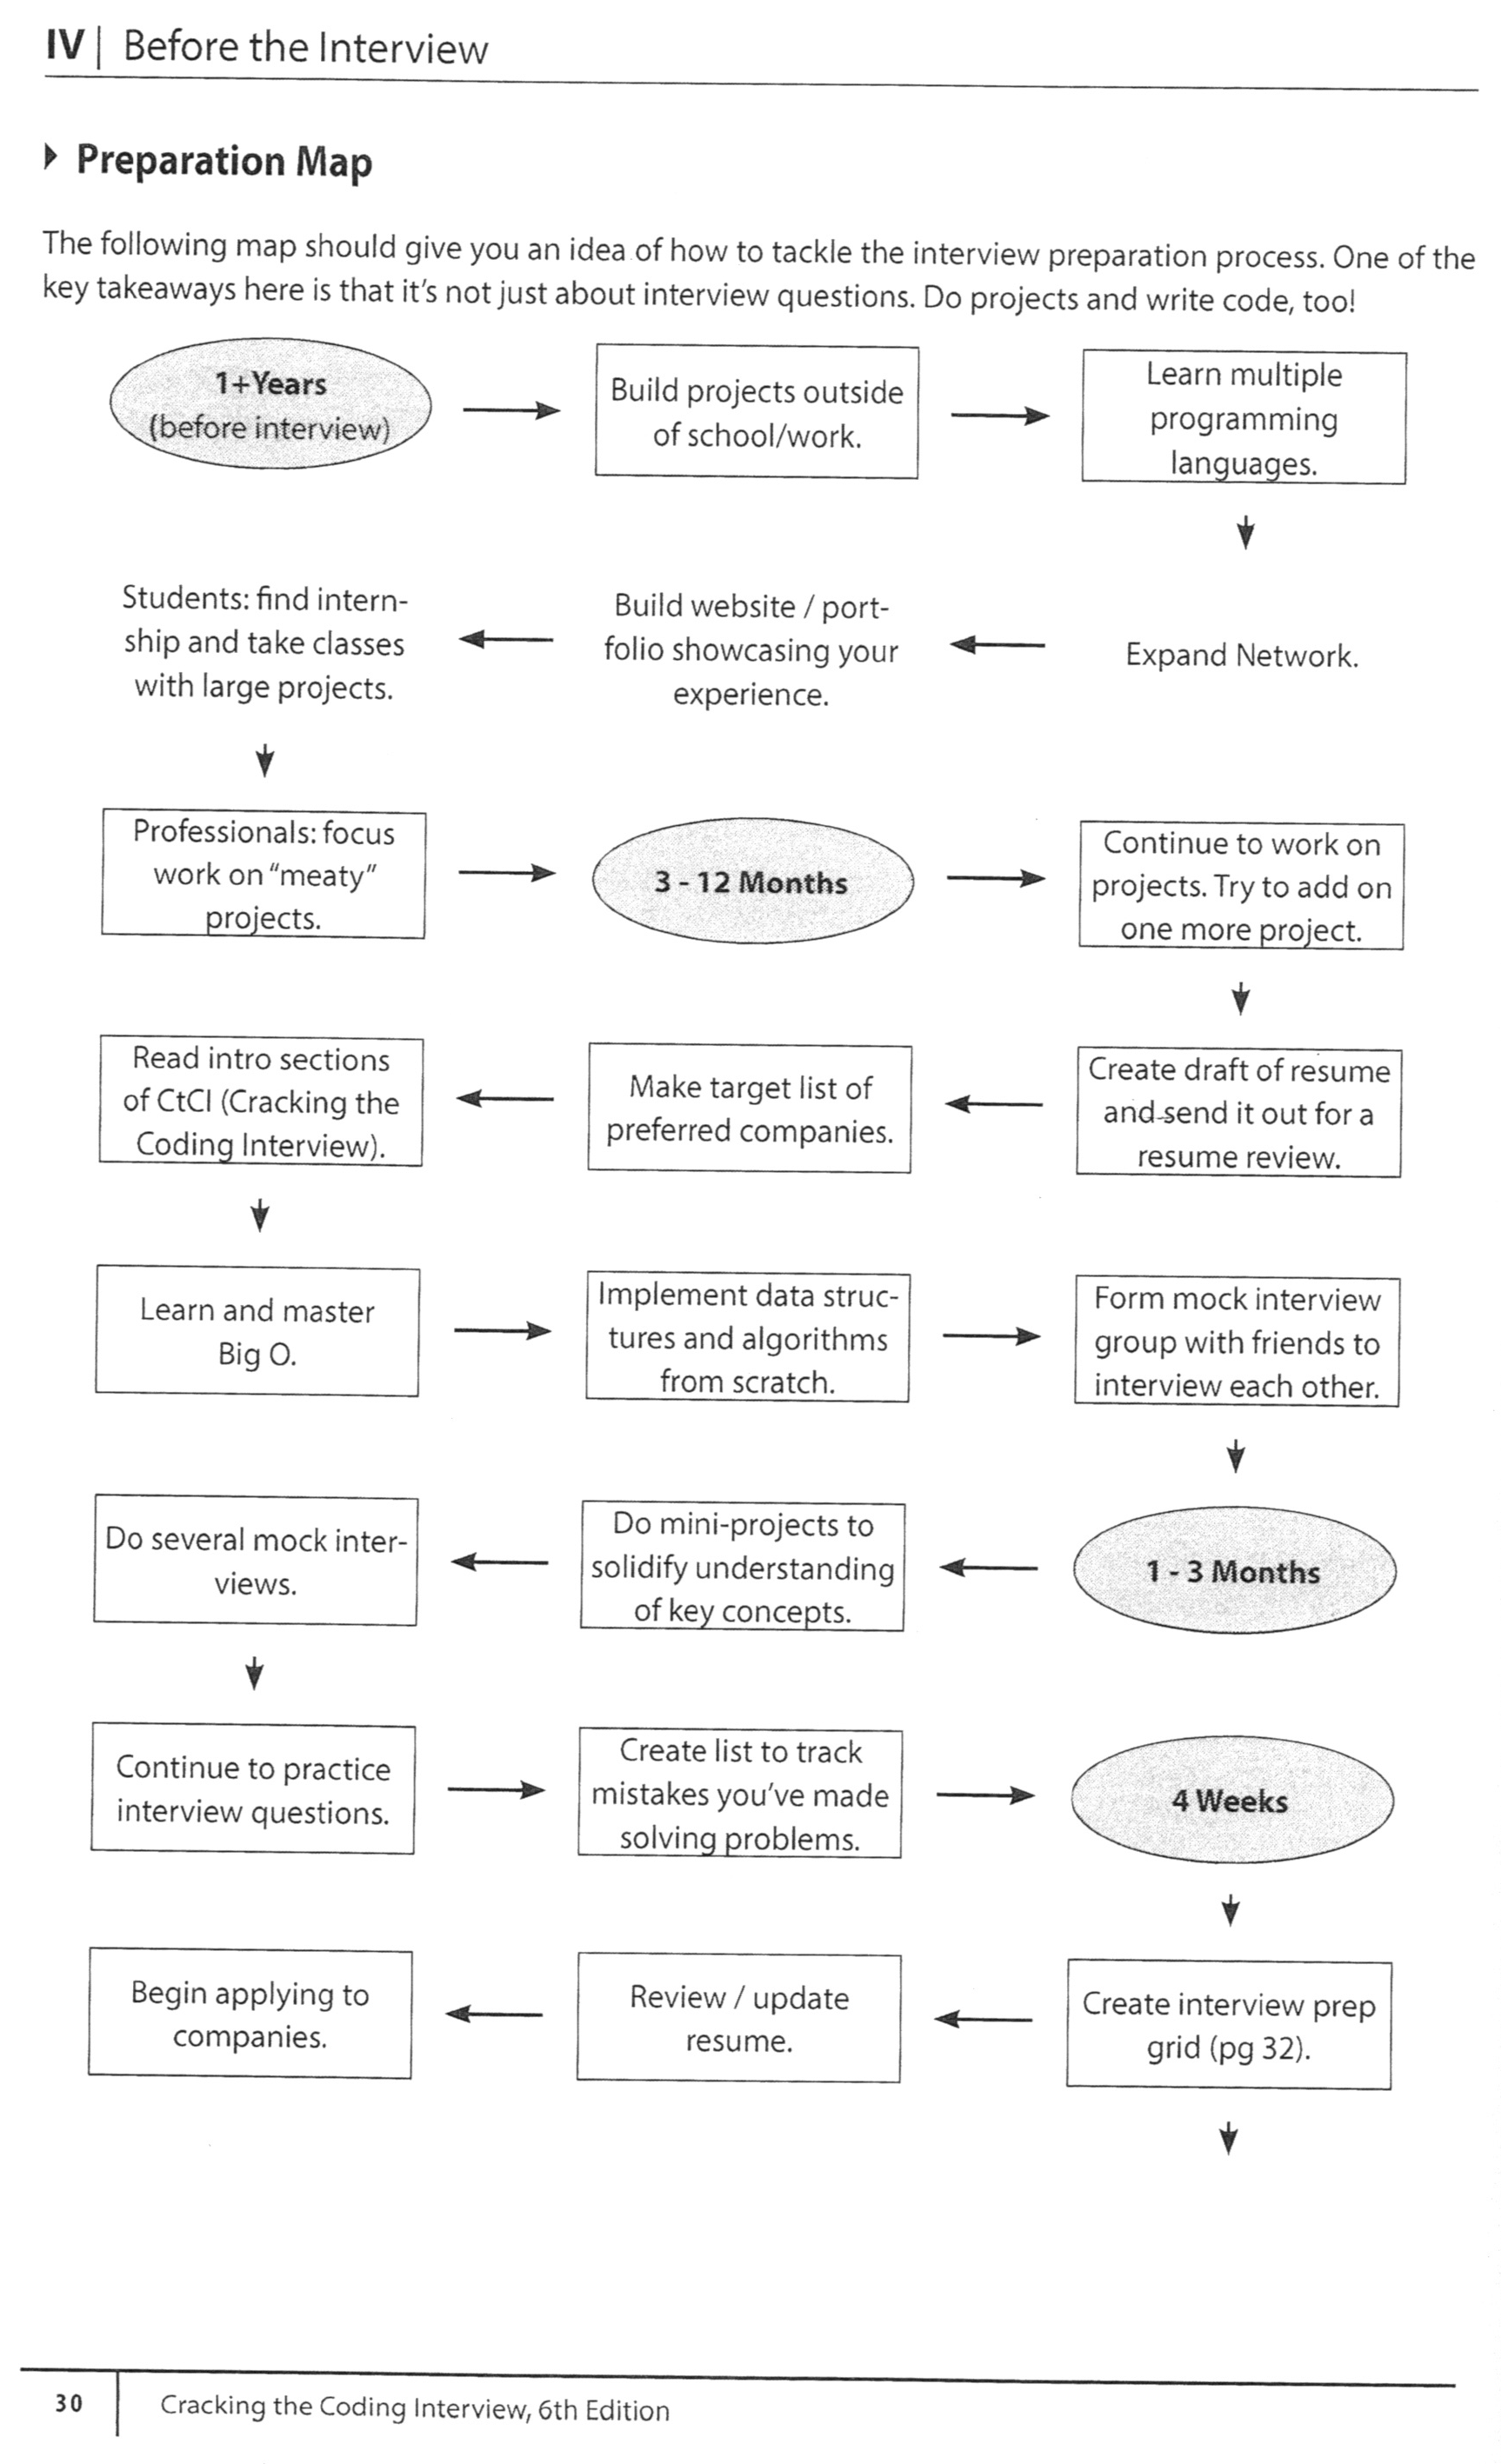 IV| Before the Interview
Preparation Map
The following map should give you an idea of how to tackle the interview preparation process. One of the
key takeaways here is that it's not just about interview questions. Do projects and write code, too!
1+Years
(before interview)
Build projects outside
of school/work.
Learn multiple
programming
languages.
Expand Network.
Build website / port-
folio showcasing your
experience.
Students: find intern-
ship and take classes
with large projects.
Professionals: focus
work on "meaty"
projects.
3 - 12 Months
Continue to work on
projects. Try to add on
one more project.
Create draft of resume
and send it out for a
resume review.
Make target list of
preferred companies.
Read intro sections
of CtCI (Cracking the
Coding Interview).
Learn and master
Big O.
Implement data struc-
tures and algorithms
from scratch.
Form mock interview
group with friends to
interview each other.
1 - 3 Months
Do mini-projects to
solidify understanding
of key concepts.
Do several mock inter-
views.
Continue to practice
interview questions.
Create list to track
mistakes you've made
solving problems.
4 Weeks
Create interview prep
grid (pg 32).
Review / update
resume.
Begin applying to
companies.
30
Cracking the Coding Interview, 6th Edition